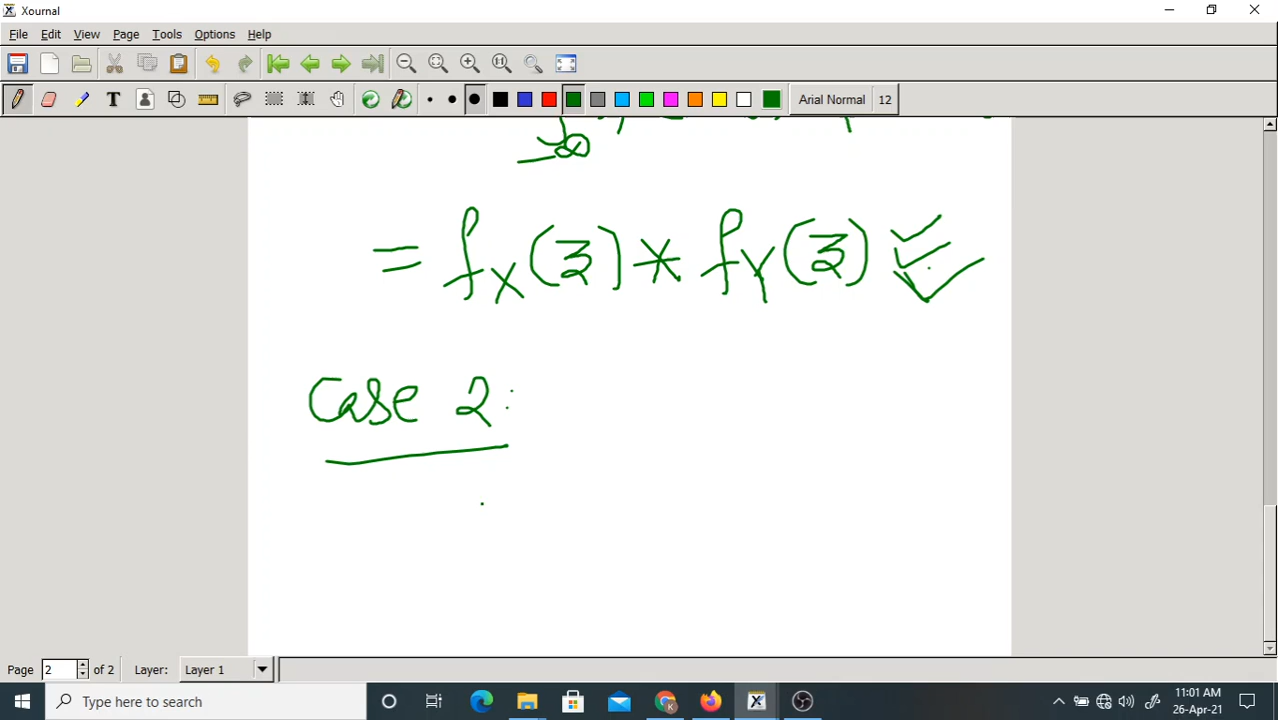 Xournal
File Edit View Page Tools Options Help
Arial Normal 12
= fx(z) * fy(z)
Case 2:
Page 2 of 2 Layer: Layer 1
Type here to search
11:01 AM
26-Apr-21